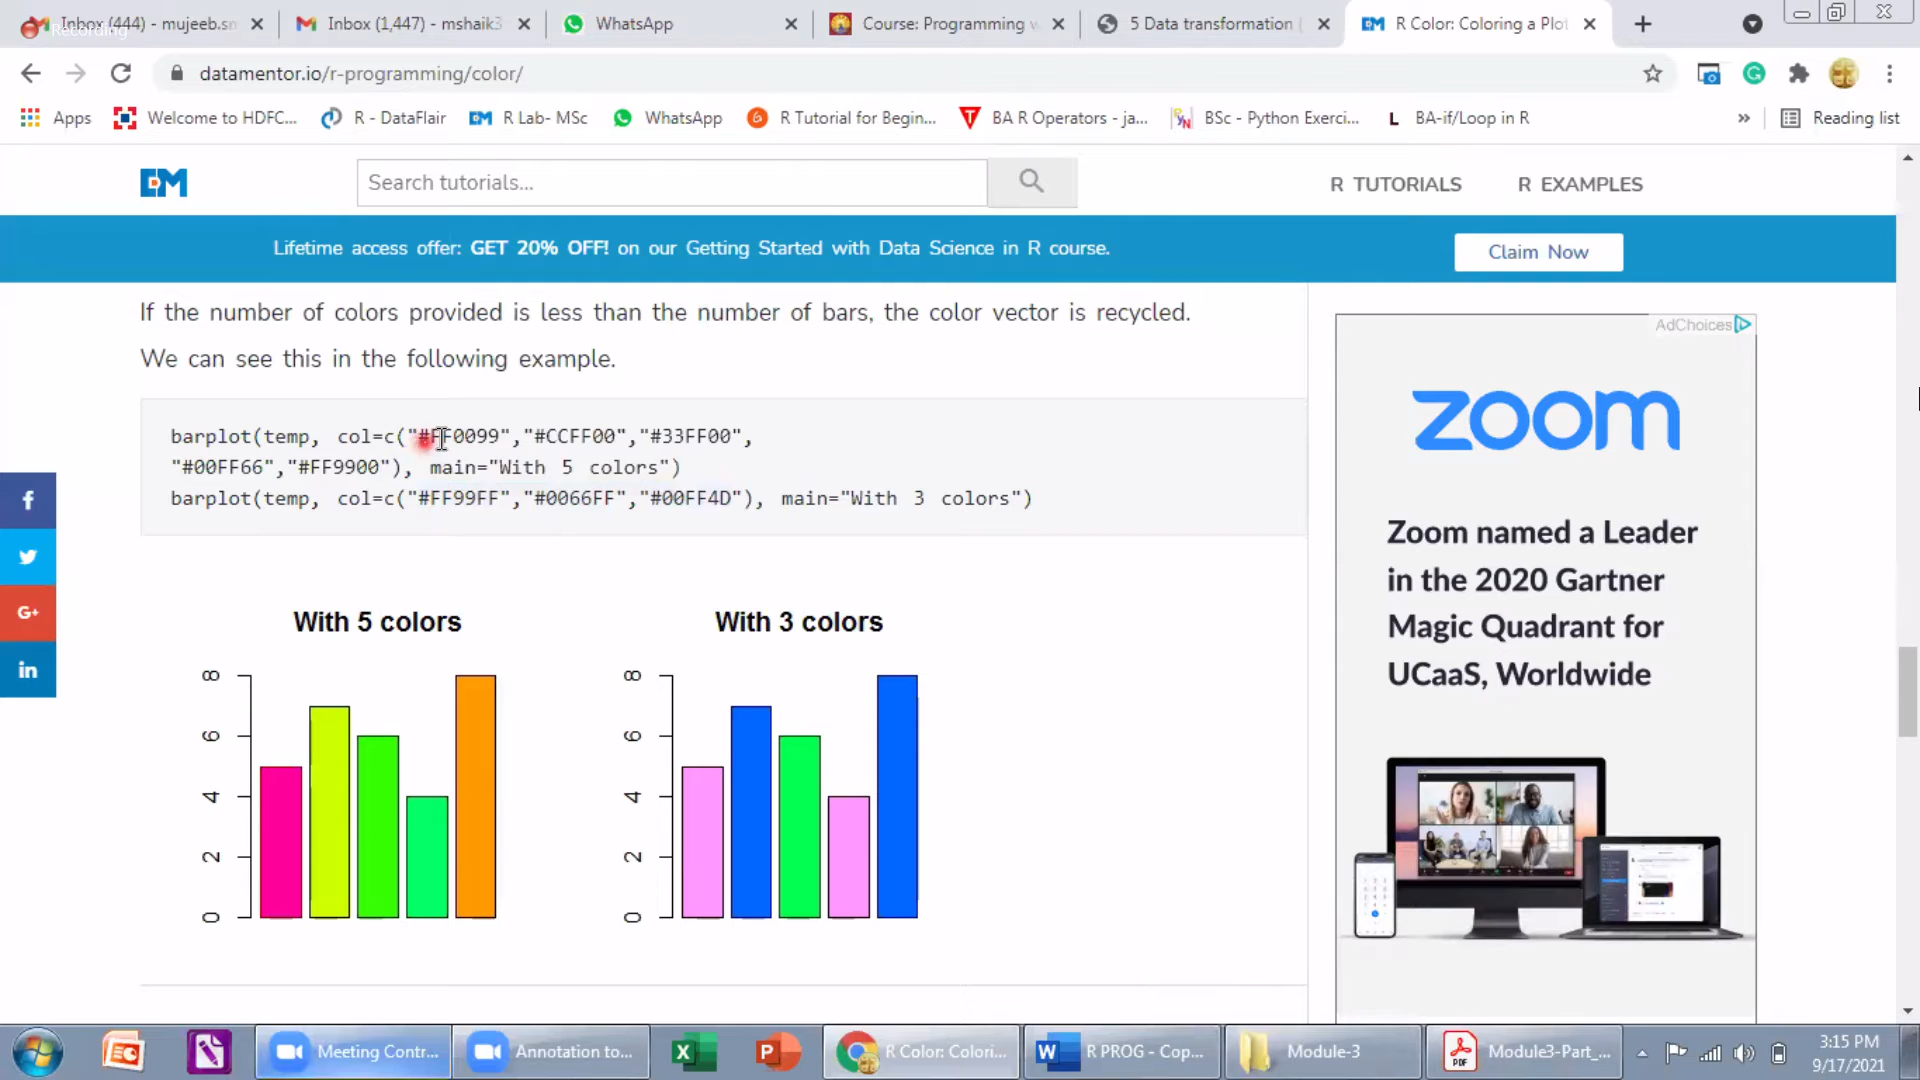 Inbox (444) - mujeeb.sm
Inbox (1,447) - mshaik3
WhatsApp
Course: Programming w
5 Data transformation (
R Color: Coloring a Plot
Recording
datamentor.io/r-programming/color/
Apps
Welcome to HDFC...
R - DataFlair
R Lab- MSc
WhatsApp
R Tutorial for Begin...
BA R Operators - ja...
BSc - Python Exerci...
BA-if/Loop in R
»
Reading list
DM
Search tutorials...
R TUTORIALS
R EXAMPLES
Lifetime access offer: GET 20% OFF! on our Getting Started with Data Science in R course.
Claim Now
If the number of colors provided is less than the number of bars, the color vector is recycled.
We can see this in the following example.
barplot(temp, col=c("#FF0099","#CCFF00","#33FF00",
"#00FF66","#FF9900"), main="With 5 colors")
barplot(temp, col=c("#FF99FF","#0066FF","#00FF4D"), main="With 3 colors")
With 5 colors
8
6
4
2
0
With 3 colors
8
6
4
2
0
AdChoices
zoom
Zoom named a Leader
in the 2020 Gartner
Magic Quadrant for
UCaaS, Worldwide
f
G+
in
Meeting Contr...
Annotation to...
R Color: Colori...
R PROG - Cop...
Module-3
Module3-Part_...
3:15 PM
9/17/2021